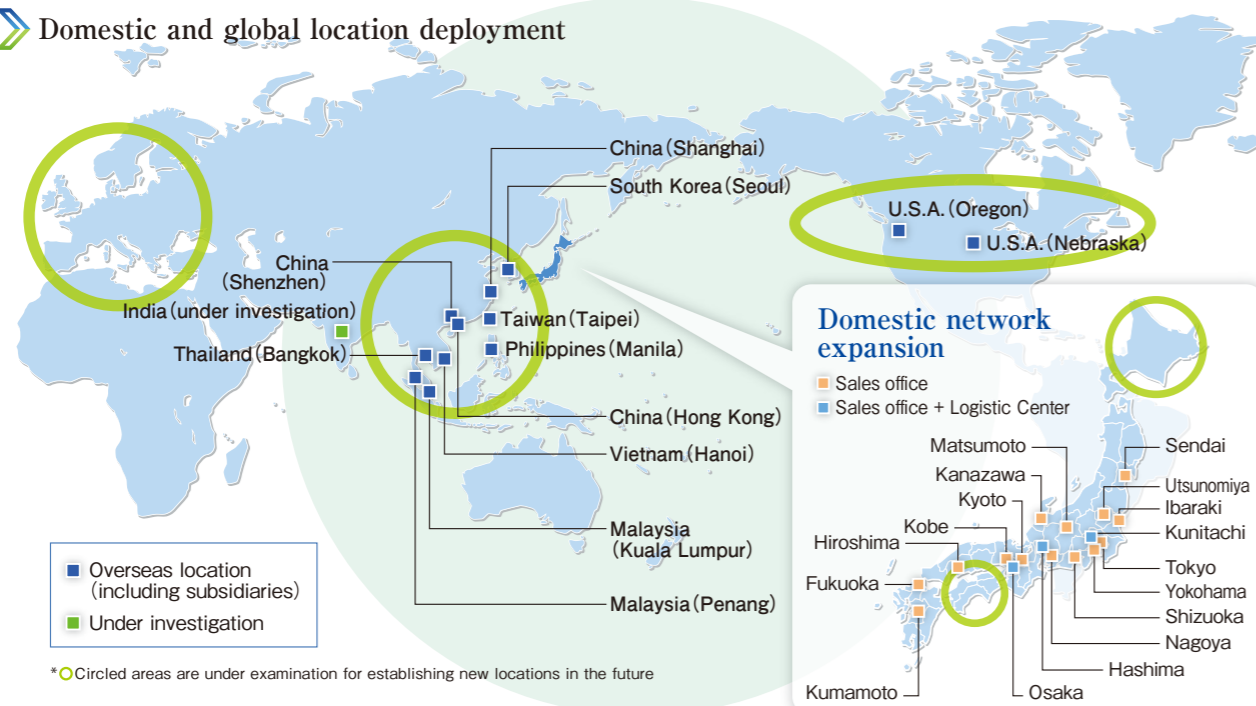 Domestic and global location deployment
China (Shanghai)
South Korea (Seoul)
U.S.A. (Oregon)
U.S.A. (Nebraska)
China
(Shenzhen)
India (under investigation)
Taiwan (Taipei)
Thailand (Bangkok)
Philippines (Manila)
China (Hong Kong)
Vietnam (Hanoi)
Malaysia
(Kuala Lumpur)
Malaysia (Penang)
Overseas location
(including subsidiaries)
Under investigation
*Circled areas are under examination for establishing new locations in the future
Domestic network
expansion
Sales office
Sales office + Logistic Center
Matsumoto
Kanazawa
Kyoto
Kobe
Hiroshima
Fukuoka
Kumamoto
Sendai
Utsunomiya
Ibaraki
Kunitachi
Tokyo
Yokohama
Shizuoka
Nagoya
Hashima
Osaka